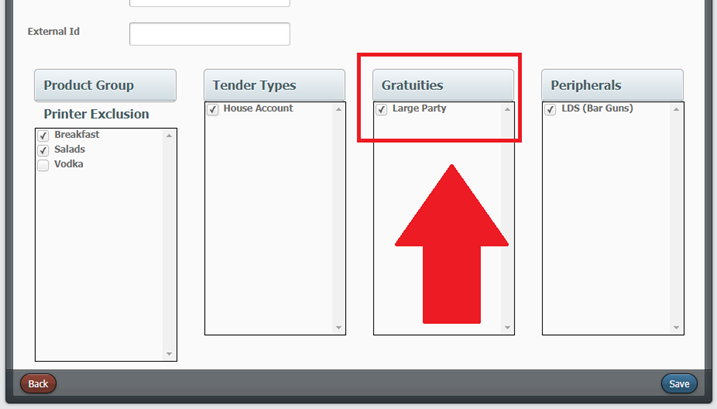 External Id
Product Group
Printer Exclusion
Breakfast
Salads
Vodka
Tender Types
House Account
Gratuities
Large Party
Peripherals
LDS (Bar Guns)
Back
Save